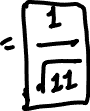 = 1/√11